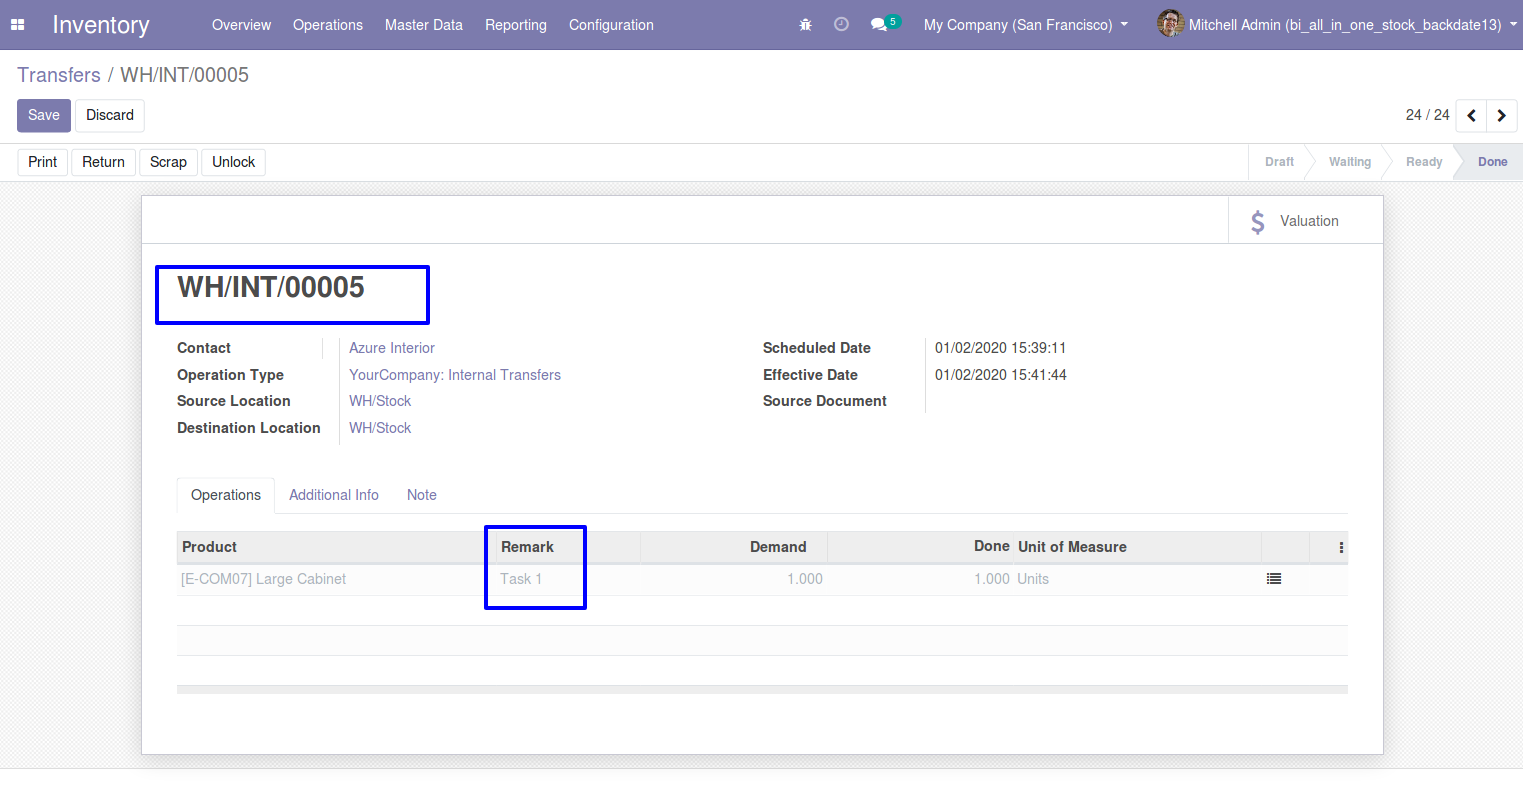 Inventory Overview Operations Master Data Reporting Configuration 5 My Company (San Francisco) Mitchell Admin (bi_all_in_one_stock_backdate13)
Transfers / WH/INT/00005
Save Discard 24 / 24
Print Return Scrap Unlock Draft Waiting Ready Done
$ Valuation
WH/INT/00005
Contact Azure Interior Scheduled Date 01/02/2020 15:39:11
Operation Type YourCompany: Internal Transfers Effective Date 01/02/2020 15:41:44
Source Location WH/Stock Source Document
Destination Location WH/Stock
Operations Additional Info Note
Product Remark Demand Done Unit of Measure
[E-COM07] Large Cabinet Task 1 1.000 1.000 Units